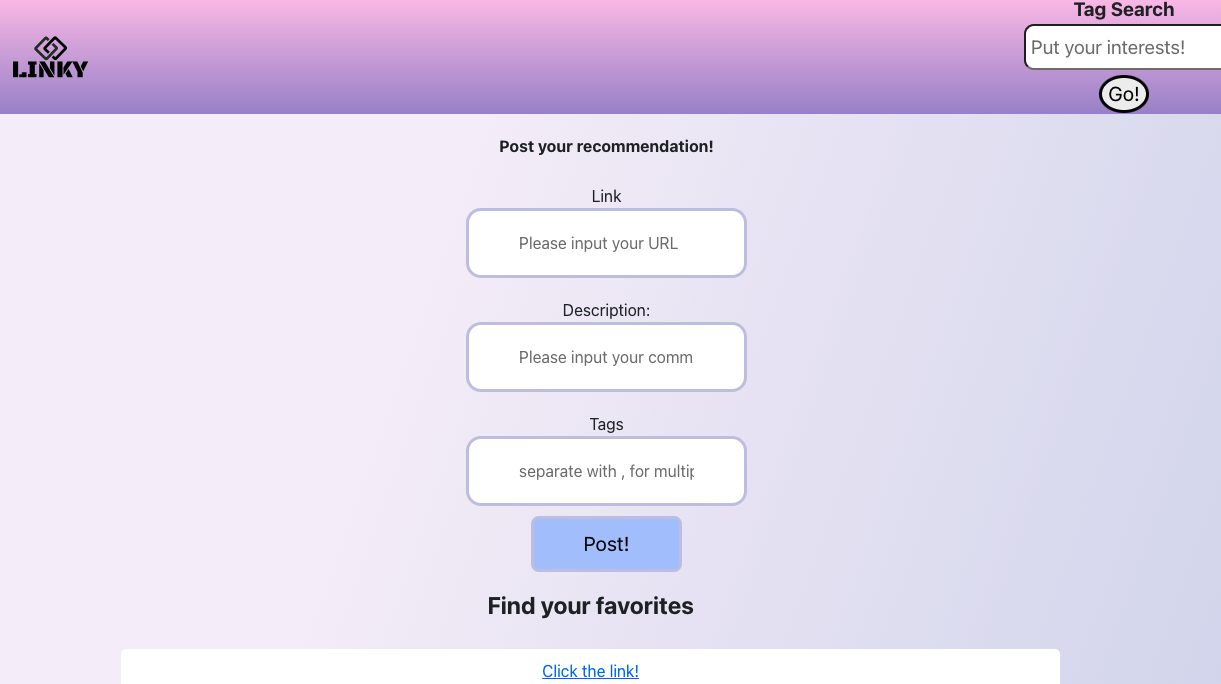 Tag Search
LINKY
Put your interests!
Go!
Post your recommendation!
Link
Please input your URL
Description:
Please input your comm
Tags
separate with , for multip
Post!
Find your favorites
Click the link!